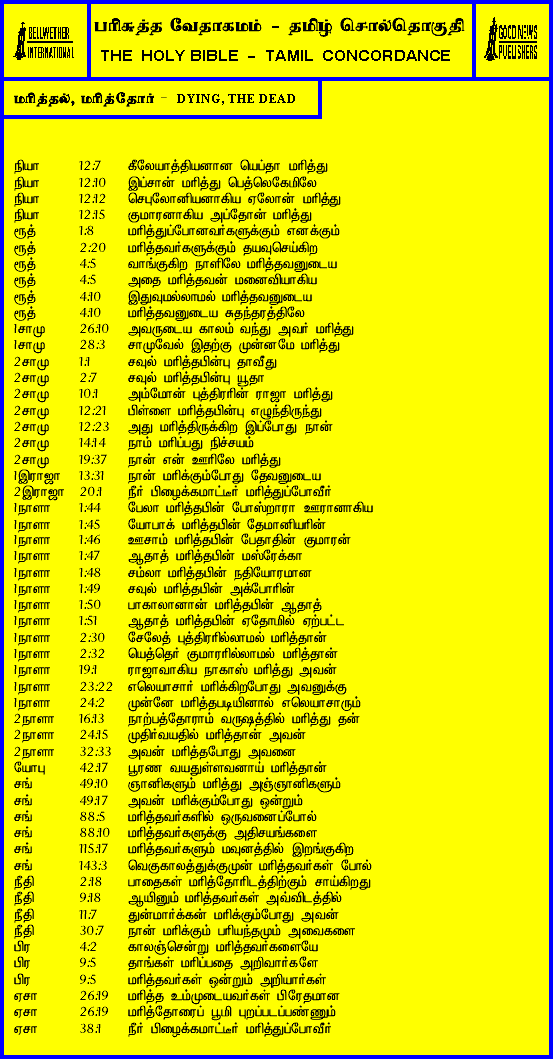 BELLWETHER
INTERNATIONAL
பரிசுத்த வேதாகமம் - தமிழ் சொல்தொகுதி
THE HOLY BIBLE - TAMIL CONCORDANCE
GOOD NEWS
PUBLISHERS
மரித்தல், மரித்தோர் - DYING, THE DEAD
நியா 12:7 கீலேயாத்தியனான யெப்தா மரித்து
நியா 12:10 இப்சான் மரித்து பெத்லெகேமிலே
நியா 12:12 செபுலோனியனாகிய ஏலோன் மரித்து
நியா 12:15 குமாரனாகிய அப்தோன் மரித்து
ரூத் 1:8 மரித்துப்போனவர்களுக்கும் எனக்கும்
ரூத் 2:20 மரித்தவர்களுக்கும் தயவுசெய்கிற
ரூத் 4:5 வாங்குகிற நாளிலே மரித்தவனுடைய
ரூத் 4:5 அதை மரித்தவன் மனைவியாகிய
ரூத் 4:10 இதுவுமல்லாமல் மரித்தவனுடைய
ரூத் 4:10 மரித்தவனுடைய சுதந்தரத்திலே
1சாமு 26:10 அவருடைய காலம் வந்து அவர் மரித்து
1சாமு 28:3 சாமுவேல் இதற்கு முன்னமே மரித்து
2சாமு 1:1 சவுல் மரித்தபின்பு தாவீது
2சாமு 2:7 சவுல் மரித்தபின்பு யூதா
2சாமு 10:1 அம்மோன் புத்திரரின் ராஜா மரித்து
2சாமு 12:21 பிள்ளை மரித்தபின்பு எழுந்திருந்து
2சாமு 12:23 அது மரித்திருக்கிற இப்போது நான்
2சாமு 14:14 நாம் மரிப்பது நிச்சயம்
2சாமு 19:37 நான் என் ஊரிலே மரித்து
1இராஜா 13:31 நான் மரிக்கும்போது தேவனுடைய
2இராஜா 20:1 நீர் பிழைக்கமாட்டீர் மரித்துப்போவீர்
1நாளா 1:44 பேலா மரித்தபின் போஸ்றாரா ஊரானாகிய
1நாளா 1:45 யோபாக் மரித்தபின் தேமானியரின்
1நாளா 1:46 ஊசாம் மரித்தபின் பேதாதின் குமாரன்
1நாளா 1:47 ஆதாத் மரித்தபின் மஸ்ரேக்கா
1நாளா 1:48 சம்லா மரித்தபின் நதியோரமான
1நாளா 1:49 சவுல் மரித்தபின் அக்போரின்
1நாளா 1:50 பாகாலானான் மரித்தபின் ஆதாத்
1நாளா 1:51 ஆதாத் மரித்தபின் ஏதோமில் ஏற்பட்ட
1நாளா 2:30 சேலேத் புத்திரரில்லாமல் மரித்தான்
1நாளா 2:32 யெத்தெர் குமாரரில்லாமல் மரித்தான்
1நாளா 19:1 ராஜாவாகிய நாகாஸ் மரித்து அவன்
1நாளா 23:22 எலெயாசார் மரிக்கிறபோது அவனுக்கு
1நாளா 24:2 முன்னே மரித்தபடியினால் எலெயாசாரும்
2நாளா 16:13 நாற்பத்தோராம் வருஷத்தில் மரித்து தன்
2நாளா 24:15 முதிர்வயதில் மரித்தான் அவன்
2நாளா 32:33 அவன் மரித்தபோது அவனை
யோபு 42:17 பூரண வயதுள்ளவனாய் மரித்தான்
சங் 49:10 ஞானிகளும் மரித்து அஞ்ஞானிகளும்
சங் 49:17 அவன் மரிக்கும்போது ஒன்றும்
சங் 88:5 மரித்தவர்களில் ஒருவனைப்போல்
சங் 88:10 மரித்தவர்களுக்கு அதிசயங்களை
சங் 115:17 மரித்தவர்களும் மவுனத்தில் இறங்குகிற
சங் 143:3 வெகுகாலத்துக்குமுன் மரித்தவர்கள் போல்
நீதி 2:18 பாதைகள் மரித்தோரிடத்திற்கும் சாய்கிறது
நீதி 9:18 ஆயினும் மரித்தவர்கள் அவ்விடத்தில்
நீதி 11:7 துன்மார்க்கன் மரிக்கும்போது அவன்
நீதி 30:7 நான் மரிக்கும் பரியந்தமும் அவைகளை
பிர 4:2 காலஞ்சென்று மரித்தவர்களையே
பிர 9:5 தாங்கள் மரிப்பதை அறிவார்களே
பிர 9:5 மரித்தவர்கள் ஒன்றும் அறியார்கள்
ஏசா 26:19 மரித்த உம்முடையவர்கள் பிரேதமான
ஏசா 26:19 மரித்தோரைப் பூமி புறப்படப்பண்ணும்
ஏசா 38:1 நீர் பிழைக்கமாட்டீர் மரித்துப்போவீர்